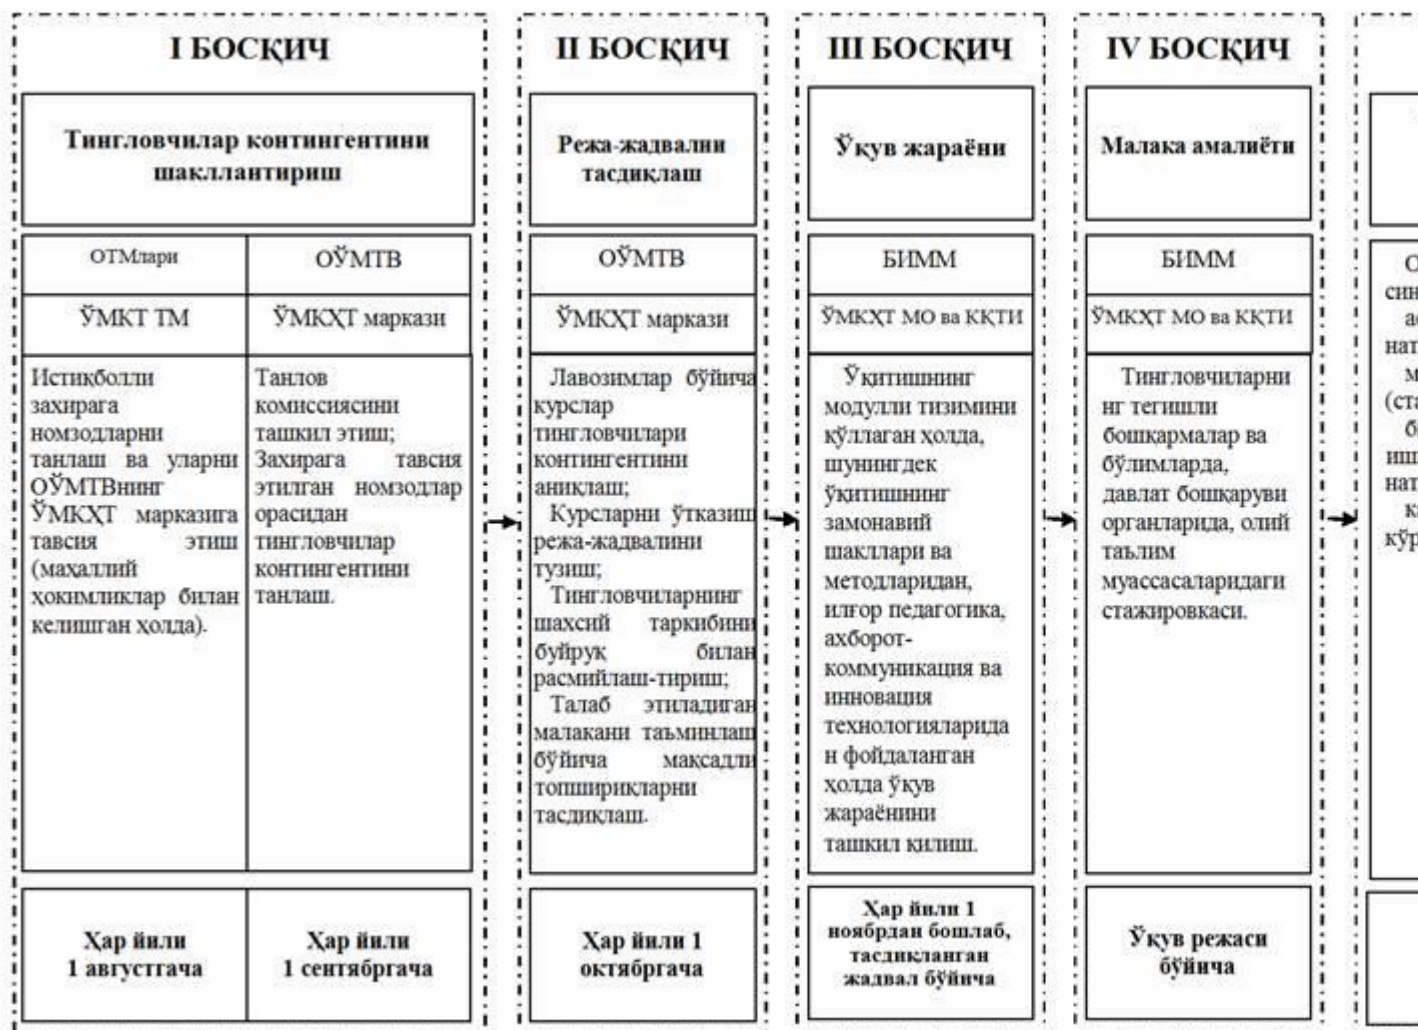 I БОСҚИЧ
Тингловчилар контингентини
шакллантириш
ОТМлари
ОЎМТВ
ЎМКТ ТМ
ЎМКҲТ маркази
Истиқболли
захирага
номзодларни
танлаш ва уларни
ОЎМТВнинг
ЎМКҲТ марказига
тавсия этиш
(маҳаллий
ҳокимликлар билан
келишган ҳолда).
Танлов
комиссиясини
ташкил этиш;
Захирага тавсия
этилган номзодлар
орасидан
тингловчилар
контингентини
танлаш.
Ҳар йили
1 августгача
Ҳар йили
1 сентябргача
II БОСҚИЧ
Режа-жадвални
тасдиқлаш
ОЎМТВ
ЎМКҲТ маркази
Лавозимлар бўйича
курслар
тингловчилари
контингентини
аниқлаш;
Курсларни ўтказиш
режа-жадвалини
тузиш;
Тингловчиларнинг
шахсий таркибини
буйруқ билан
расмийлаш-тириш;
Талаб этиладиган
малакани таъминлаш
бўйича мақсадли
топшириқларни
тасдиқлаш.
Ҳар йили 1
октябргача
III БОСҚИЧ
Ўқув жараёни
БИММ
ЎМКҲТ МО ва КҚТИ
Ўқитишнинг
модулли тизимини
қўллаган ҳолда,
шунингдек
ўқитишнинг
замонавий
шакллари ва
методларидан,
илғор педагогика,
ахборот-
коммуникация ва
инновация
технологияларида
н фойдаланган
ҳолда ўқув
жараёнини
ташкил қилиш.
Ҳар йили 1
ноябрдан бошлаб,
тасдиқланган
жадвал бўйича
IV БОСҚИЧ
Малака амалиёти
БИММ
ЎМКҲТ МО ва КҚТИ
Тингловчиларни
нг тегишли
бошқармалар ва
бўлимларда,
давлат бошқаруви
органларида, олий
таълим
муассасаларидаги
стажировкаси.
Ўқув режаси
бўйича